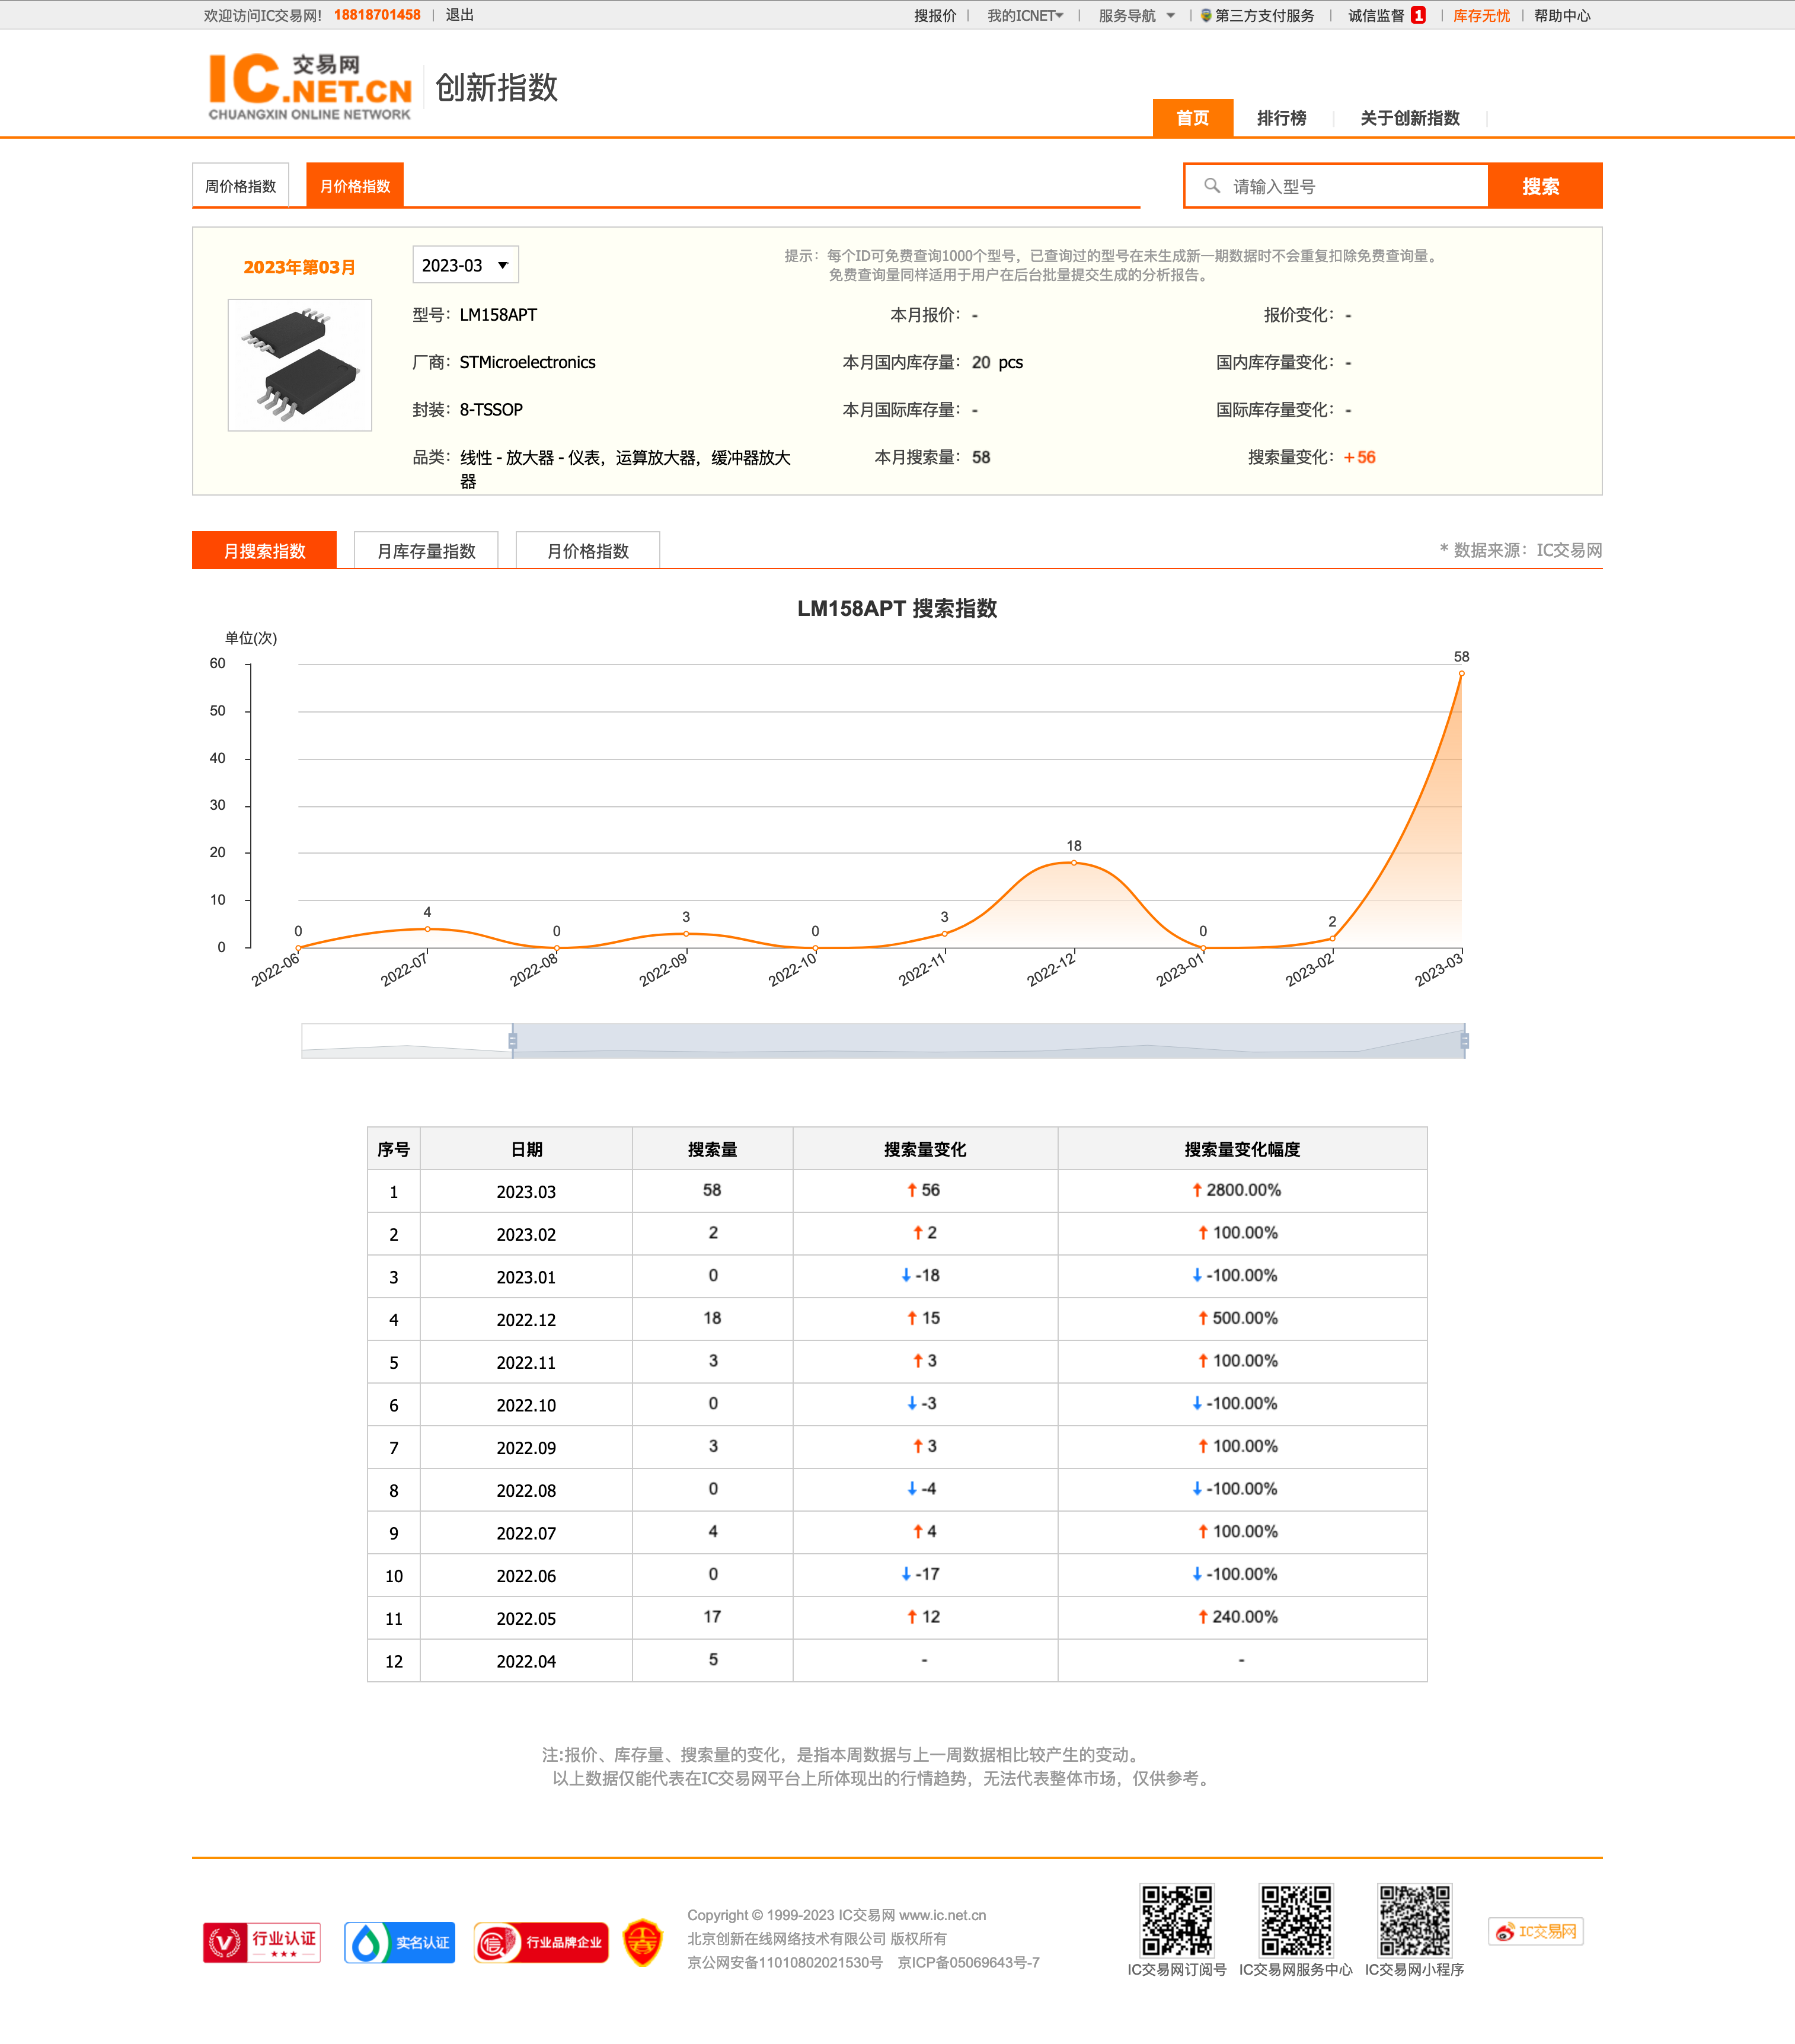 欢迎访问IC交易网! 18818701458 | 退出 搜报价 | 我的ICNET | 服务导航 | 第三方支付服务 | 诚信监督 1 | 库存无忧 | 帮助中心
IC 交易网 .NET.CN
CHUANGXIN ONLINE NETWORK
创新指数
首页 排行榜 关于创新指数
周价格指数 月价格指数 请输入型号 搜索
2023年第03月 2023-03 提示：每个ID可免费查询1000个型号，已查询过的型号在未生成新一期数据时不会重复扣除免费查询量。
免费查询量同样适用于用户在后台批量提交生成的分析报告。
型号：LM158APT 本月报价：- 报价变化：-
厂商：STMicroelectronics 本月国内库存量：20 pcs 国内库存量变化：-
封装：8-TSSOP 本月国际库存量：- 国际库存量变化：-
品类：线性 - 放大器 - 仪表，运算放大器，缓冲器放大 本月搜索量：58 搜索量变化：+56
器
月搜索指数 月库存量指数 月价格指数 * 数据来源：IC交易网
LM158APT 搜索指数
单位(次)
60
50
40
30
20
10
0
0 4 0 3 0 3 18 0 2 58
2022-06 2022-07 2022-08 2022-09 2022-10 2022-11 2022-12 2023-01 2023-02 2023-03
序号 日期 搜索量 搜索量变化 搜索量变化幅度
1 2023.03 58 ↑ 56 ↑ 2800.00%
2 2023.02 2 ↑ 2 ↑ 100.00%
3 2023.01 0 ↓ -18 ↓ -100.00%
4 2022.12 18 ↑ 15 ↑ 500.00%
5 2022.11 3 ↑ 3 ↑ 100.00%
6 2022.10 0 ↓ -3 ↓ -100.00%
7 2022.09 3 ↑ 3 ↑ 100.00%
8 2022.08 0 ↓ -4 ↓ -100.00%
9 2022.07 4 ↑ 4 ↑ 100.00%
10 2022.06 0 ↓ -17 ↓ -100.00%
11 2022.05 17 ↑ 12 ↑ 240.00%
12 2022.04 5 - -
注:报价、库存量、搜索量的变化，是指本周数据与上一周数据相比较产生的变动。
以上数据仅能代表在IC交易网平台上所体现出的行情趋势，无法代表整体市场，仅供参考。
V 行业认证
实名认证
信 行业品牌企业
Copyright © 1999-2023 IC交易网 www.ic.net.cn
北京创新在线网络技术有限公司 版权所有
京公网安备11010802021530号 京ICP备05069643号-7
IC交易网订阅号 IC交易网服务中心 IC交易网小程序
IC交易网